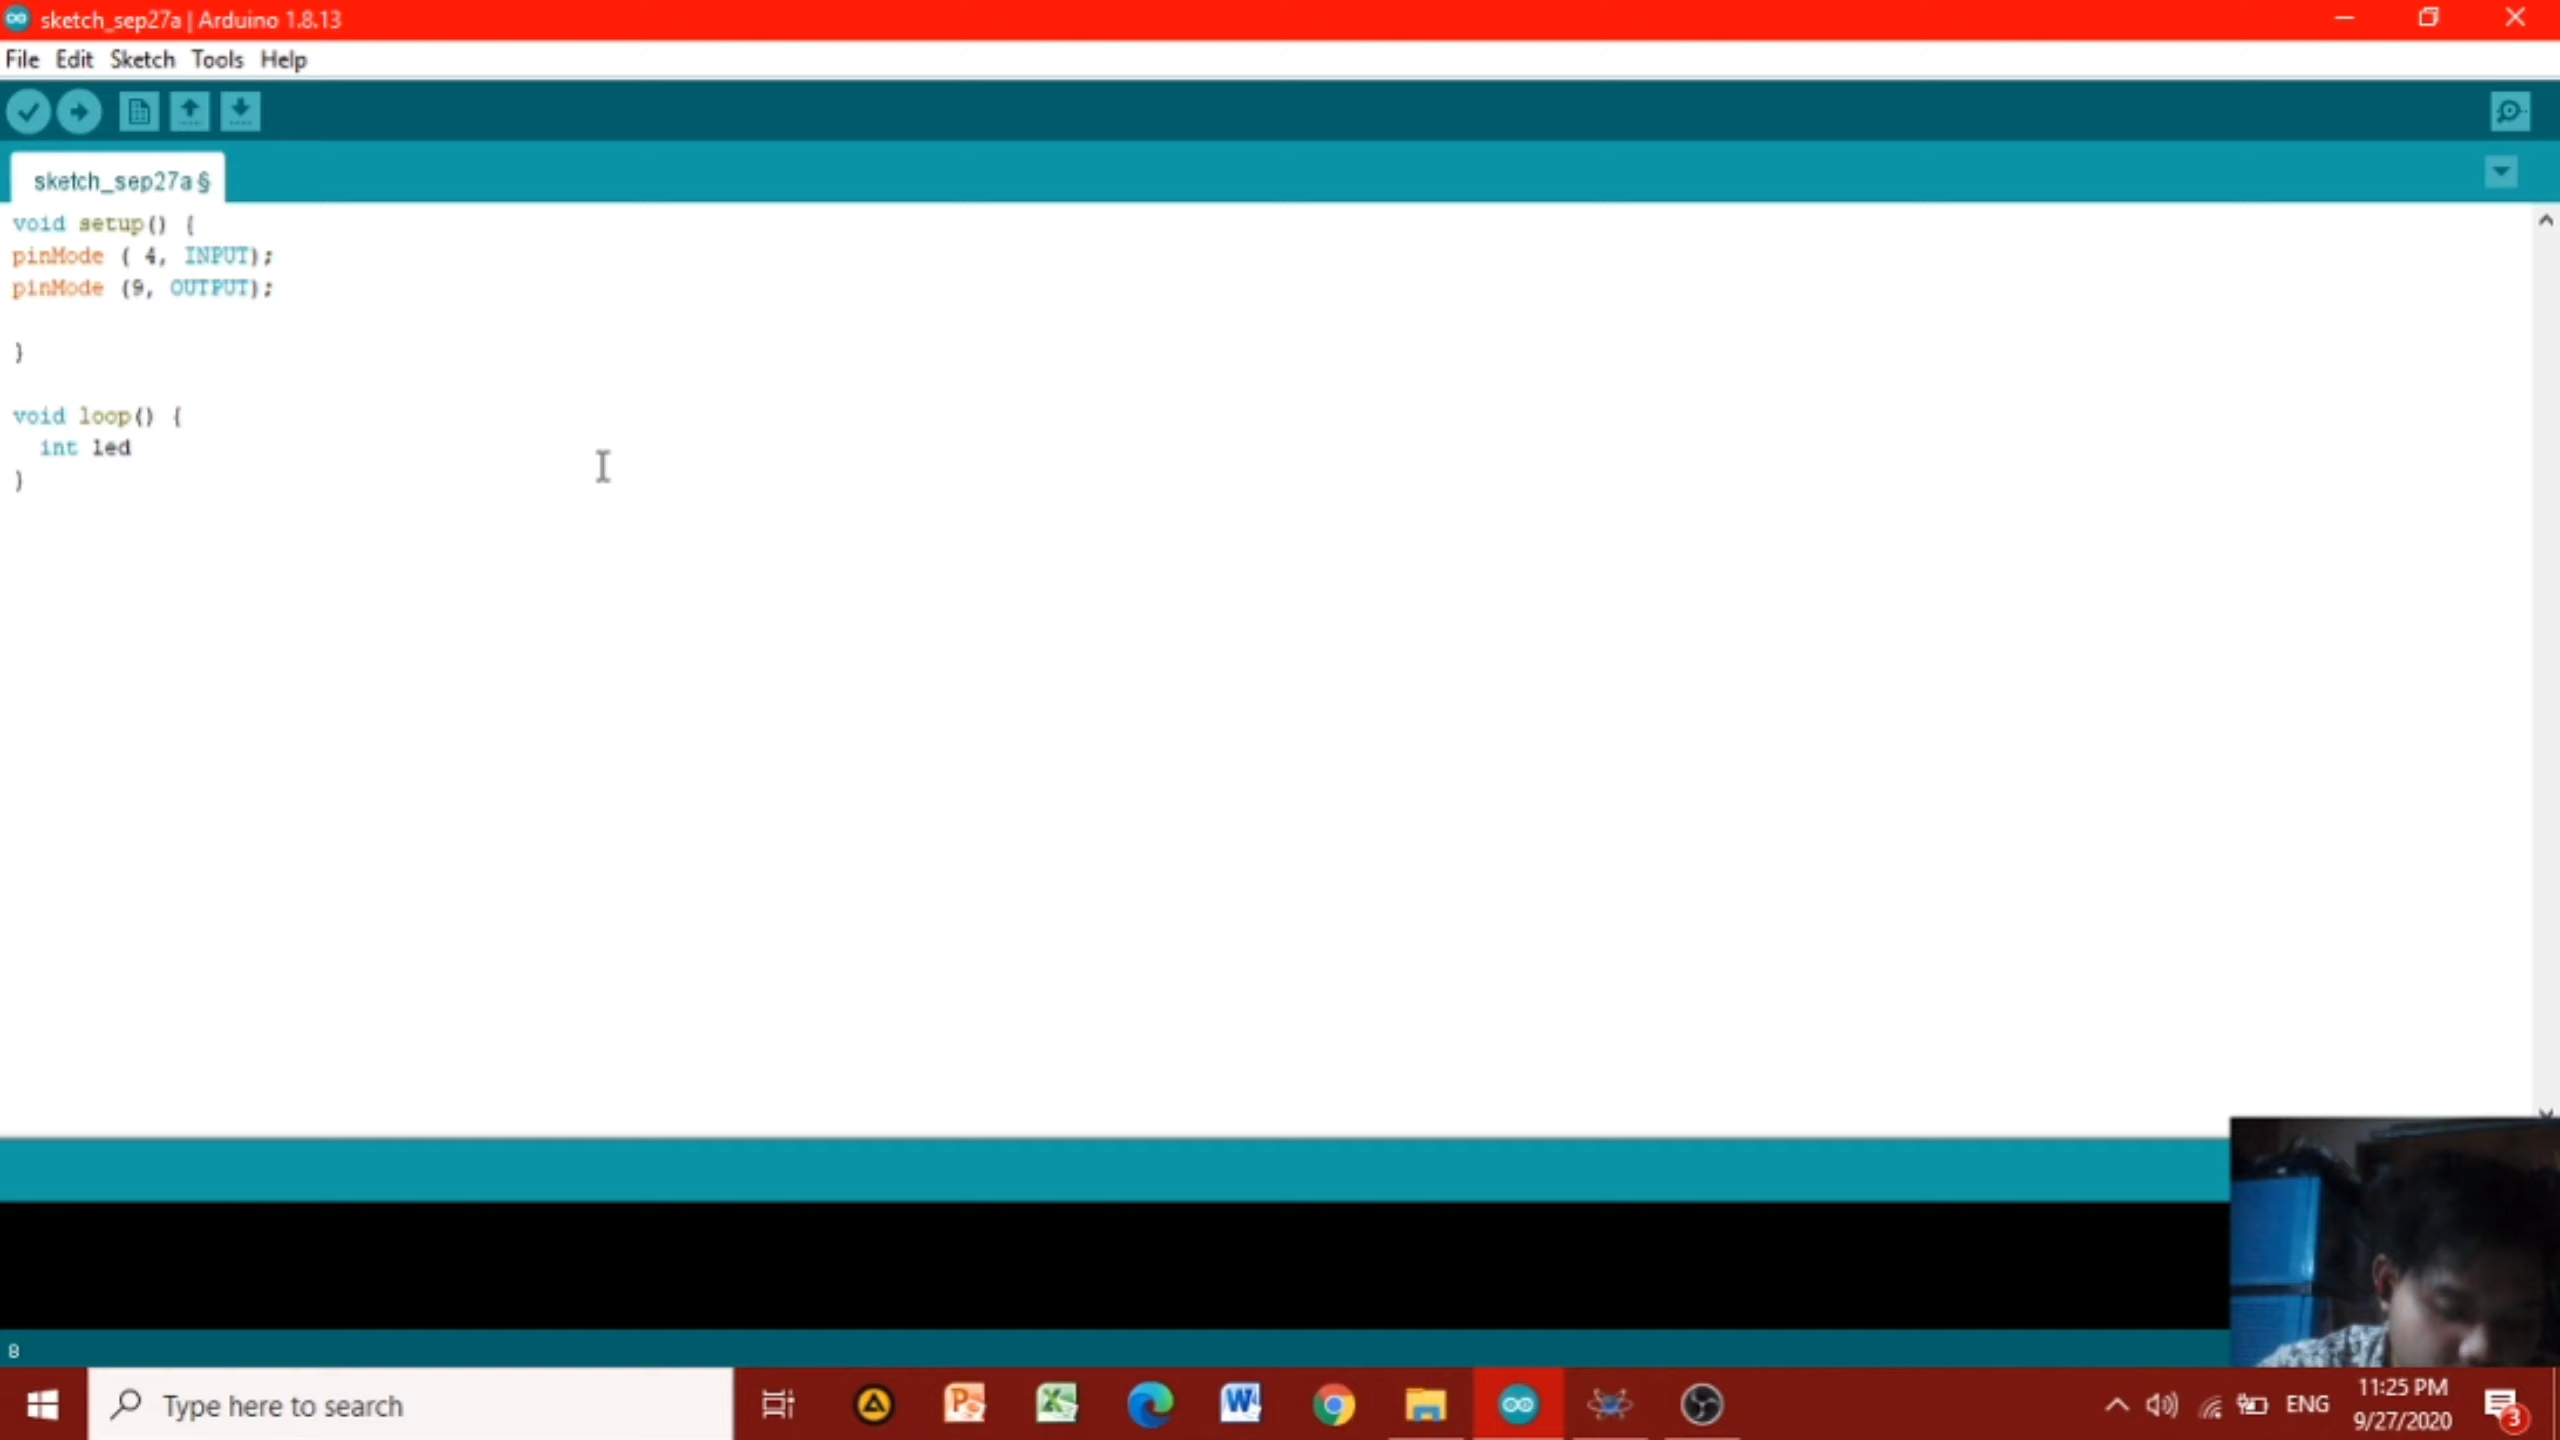 sketch_sep27a | Arduino 1.8.13
File Edit Sketch Tools Help
sketch_sep27a §
void setup() {
pinMode ( 4, INPUT);
pinMode (9, OUTPUT);
}
void loop() {
int led
}
8
Type here to search
ENG
11:25 PM
9/27/2020
3